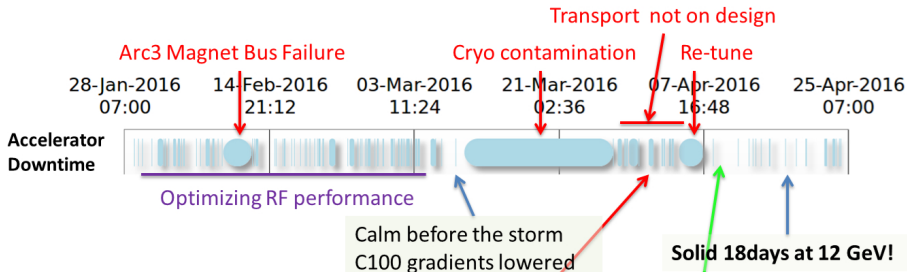 Transport not on design
Arc3 Magnet Bus Failure
Cryo contamination
Re-tune
28-Jan-2016 14-Feb-2016 03-Mar-2016 21-Mar-2016 07-Apr-2016 25-Apr-2016
07:00 21:12 11:24 02:36 16:48 07:00
Accelerator
Downtime
Optimizing RF performance
Calm before the storm
C100 gradients lowered
Solid 18days at 12 GeV!